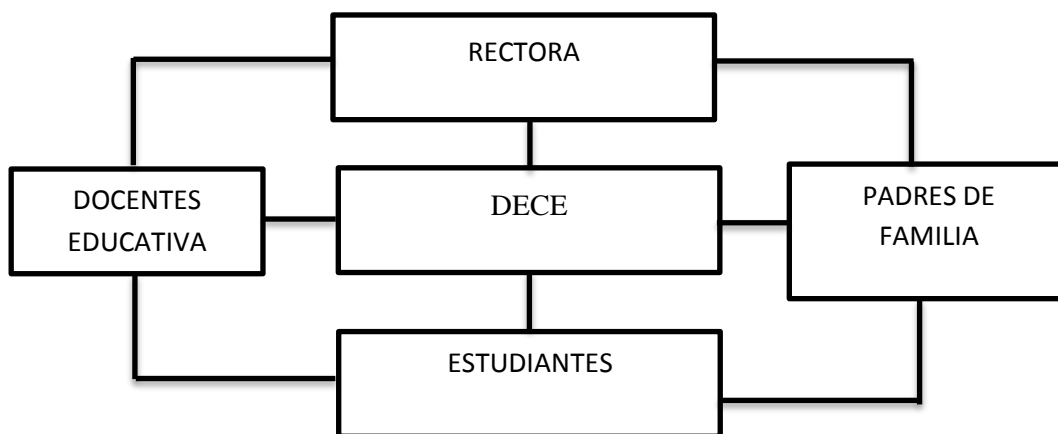 RECTORA
DOCENTES
EDUCATIVA
DECE
PADRES DE
FAMILIA
ESTUDIANTES